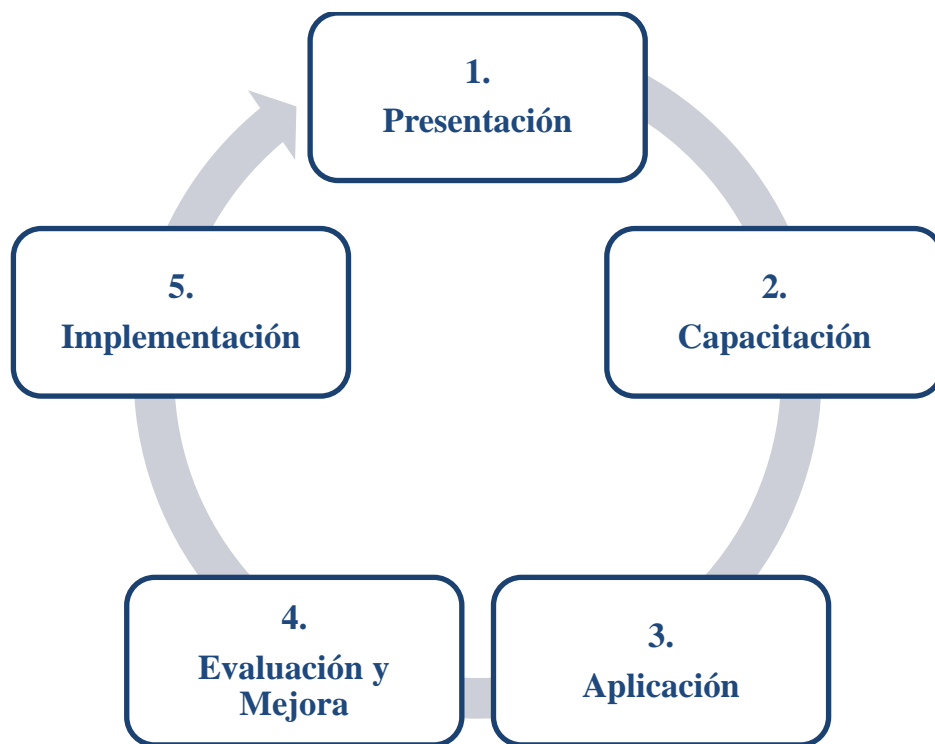 1.
Presentación
2.
Capacitación
3.
Aplicación
4.
Evaluación y
Mejora
5.
Implementación